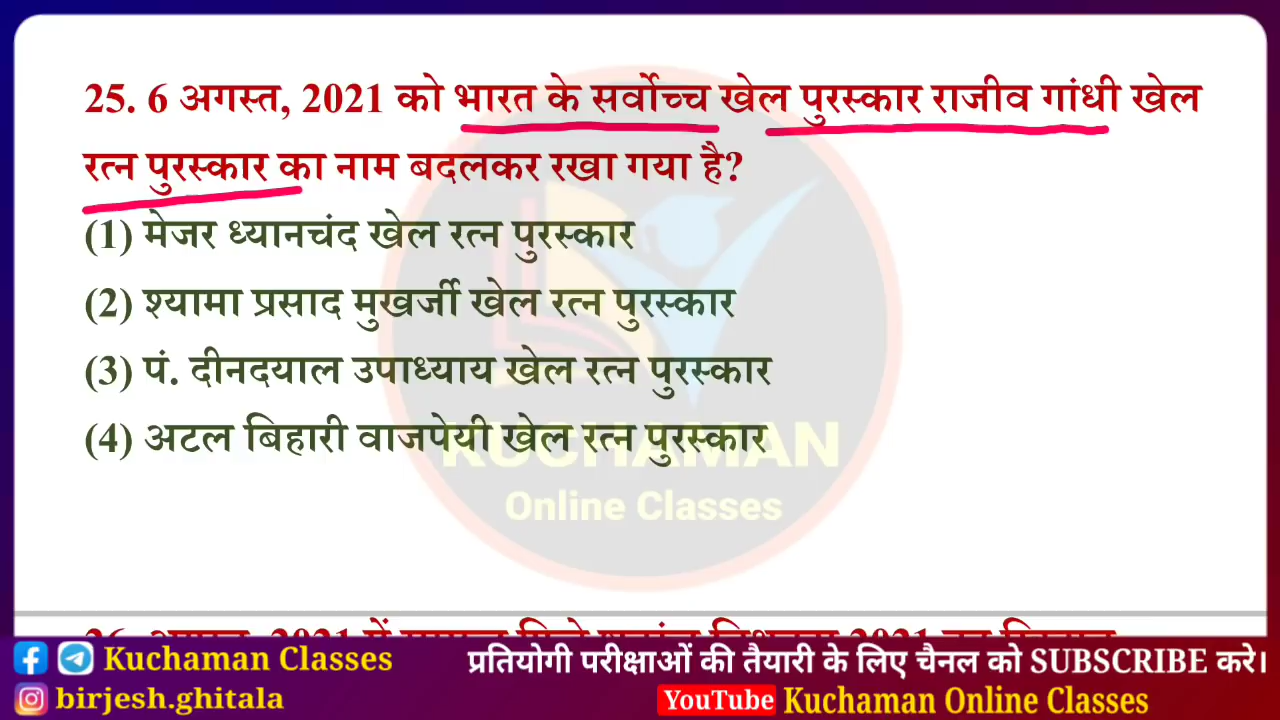 25. 6 अगस्त, 2021 को भारत के सर्वोच्च खेल पुरस्कार राजीव गांधी खेल
रत्न पुरस्कार का नाम बदलकर रखा गया है?
(1) मेजर ध्यानचंद खेल रत्न पुरस्कार
(2) श्यामा प्रसाद मुखर्जी खेल रत्न पुरस्कार
(3) पं. दीनदयाल उपाध्याय खेल रत्न पुरस्कार
(4) अटल बिहारी वाजपेयी खेल रत्न पुरस्कार
KUCHAMAN
Online Classes
Kuchaman Classes
प्रतियोगी परीक्षाओं की तैयारी के लिए चैनल को SUBSCRIBE करे।
birjesh.ghitala
YouTube Kuchaman Online Classes